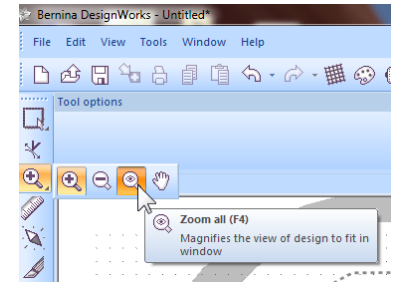 Bernina DesignWorks - Untitled*
File Edit View Tools Window Help
Tool options
Zoom all (F4)
Magnifies the view of design to fit in
window